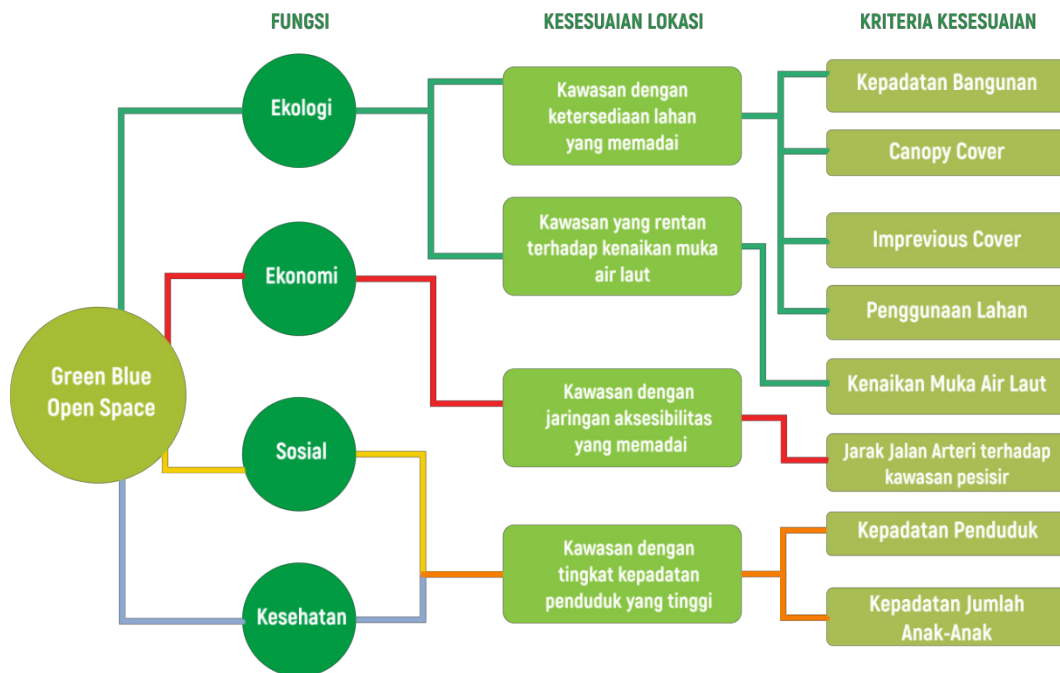 FUNGSI
KESESUAIAN LOKASI
KRITERIA KESESUAIAN
Green Blue
Open Space
Ekologi
Ekonomi
Sosial
Kesehatan
Kawasan dengan
ketersediaan lahan
yang memadai
Kawasan yang rentan
terhadap kenaikan muka
air laut
Kawasan dengan
jaringan aksesibilitas
yang memadai
Kawasan dengan
tingkat kepadatan
penduduk yang tinggi
Kepadatan Bangunan
Canopy Cover
Imprevious Cover
Penggunaan Lahan
Kenaikan Muka Air Laut
Jarak Jalan Arteri terhadap
kawasan pesisir
Kepadatan Penduduk
Kepadatan Jumlah
Anak-Anak